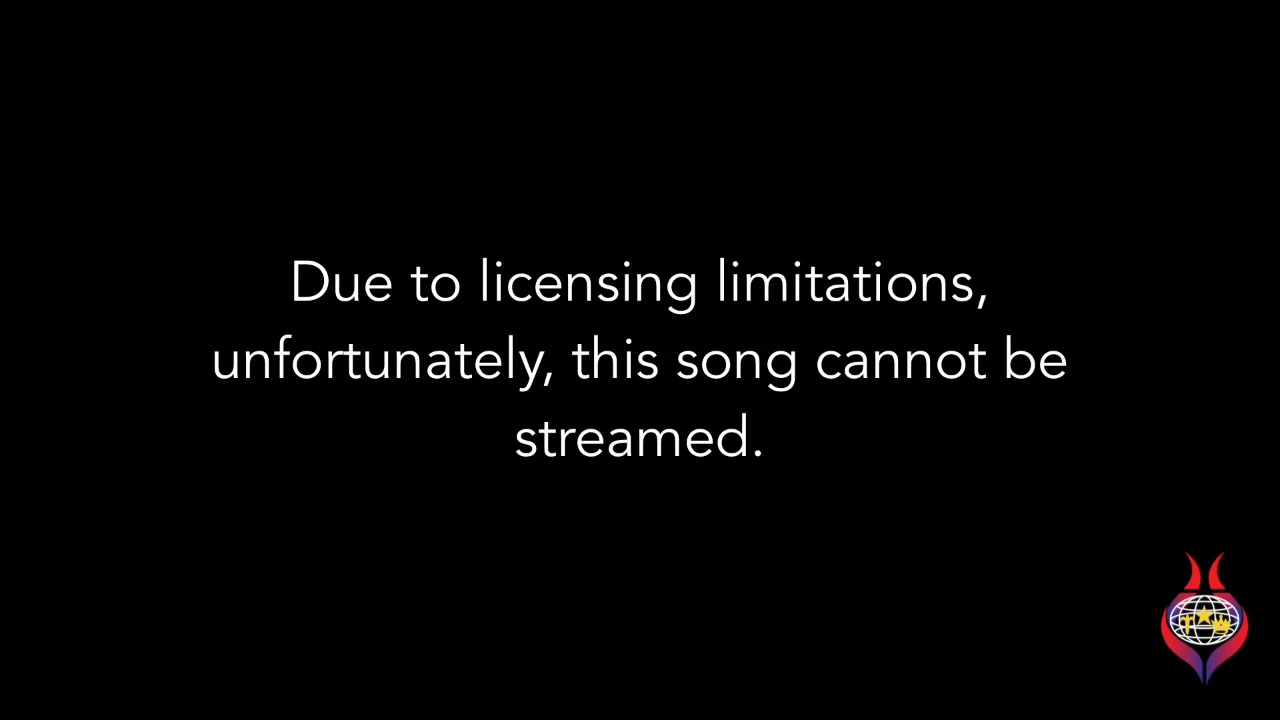 Due to licensing limitations,
unfortunately, this song cannot be
streamed.